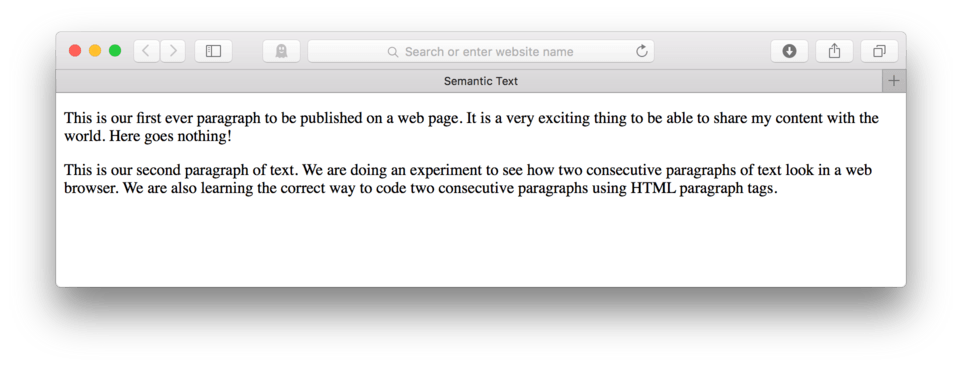 Search or enter website name
Semantic Text
This is our first ever paragraph to be published on a web page. It is a very exciting thing to be able to share my content with the
world. Here goes nothing!
This is our second paragraph of text. We are doing an experiment to see how two consecutive paragraphs of text look in a web
browser. We are also learning the correct way to code two consecutive paragraphs using HTML paragraph tags.